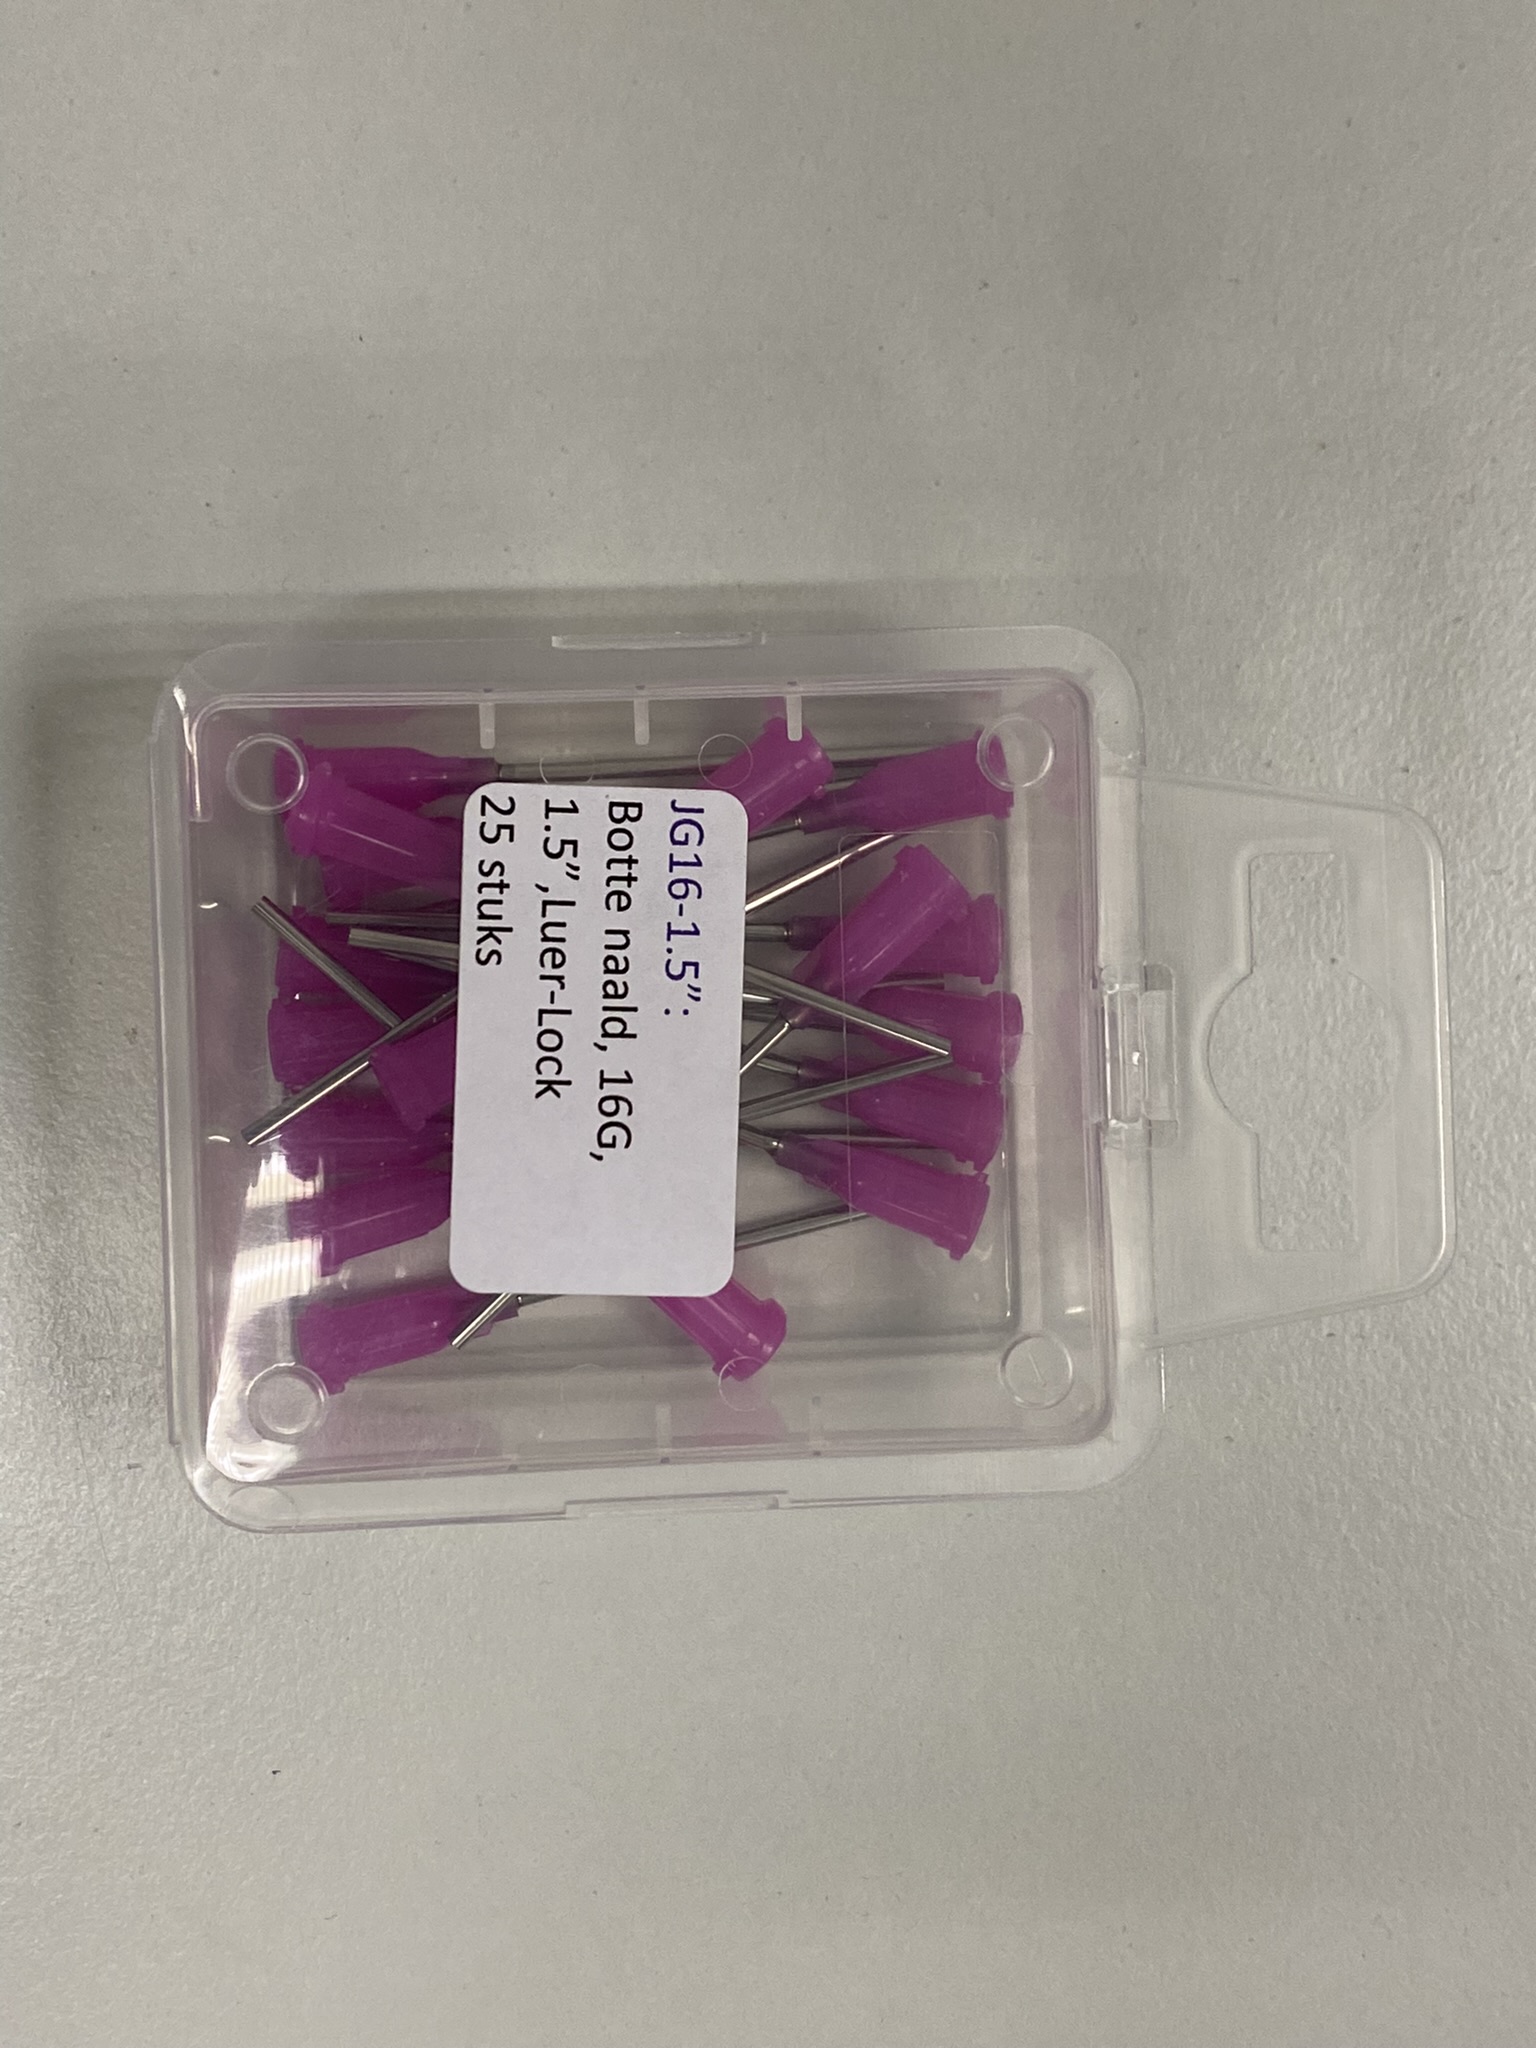 JG16-1.5”:
Botte naald, 16G,
1.5”,Luer-Lock
25 stuks